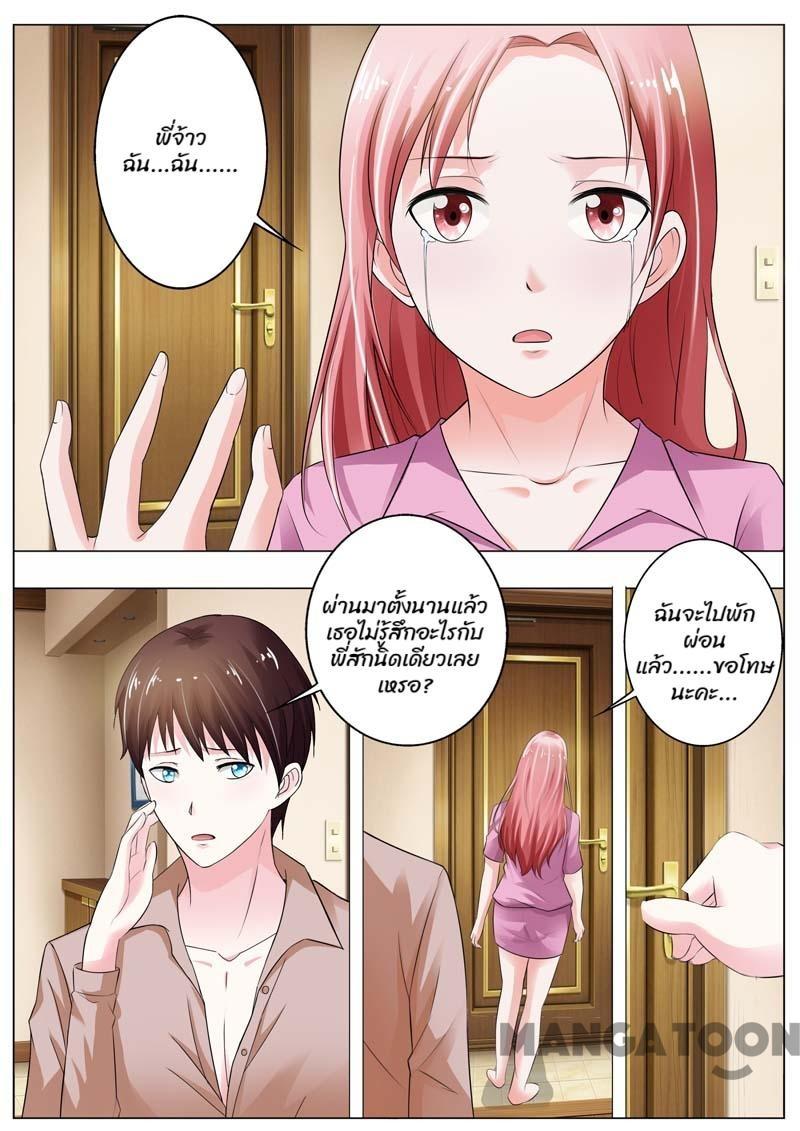 พี่จ้าว
ฉัน...ฉัน......
ผ่านมาตั้งนานแล้ว
เธอไม่รู้สึกอะไรกับ
พี่สักนิดเดียวเลย
เหรอ?
ฉันจะไปพัก
ผ่อน
แล้ว......ขอโทษ
นะคะ...
MANGATOON